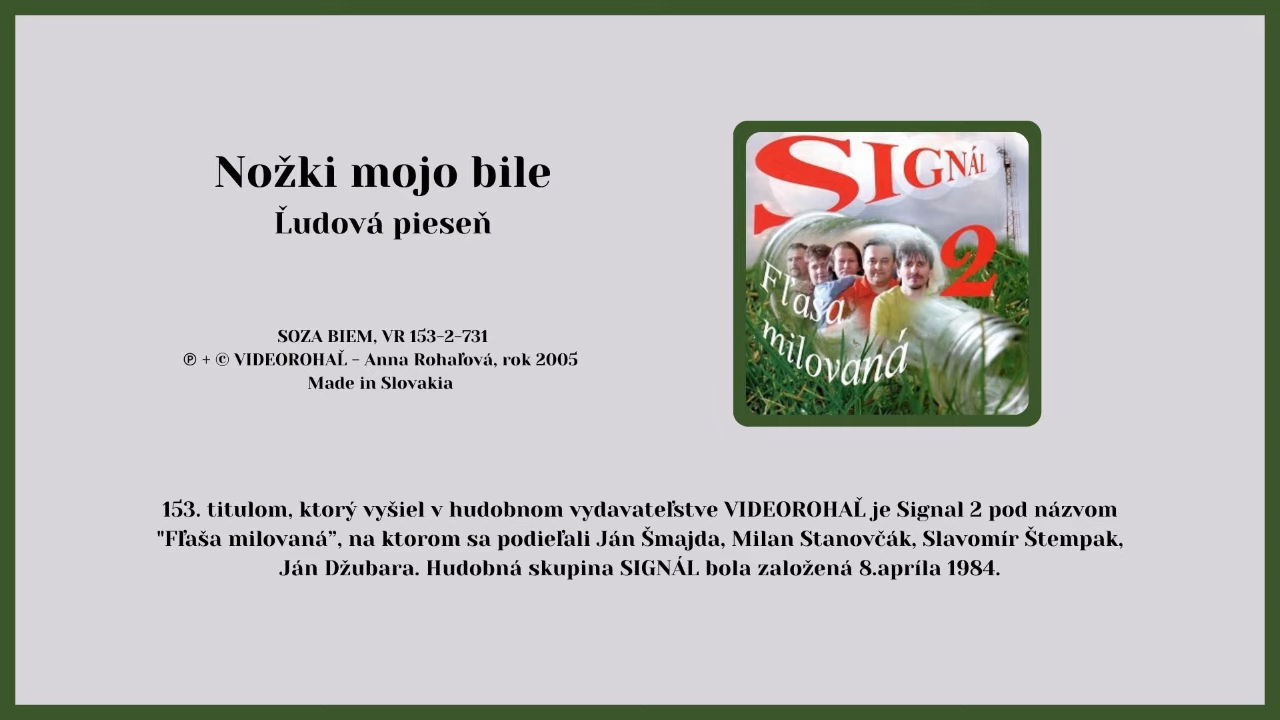 Nožki mojo bile
Ľudová pieseň
SOZA BIEM, VR 153-2-731
℗ + © VIDEOROHAĽ - Anna Rohaľová, rok 2005
Made in Slovakia
SIGNÁL
2
Fľaša
milovaná
153. titulom, ktorý vyšiel v hudobnom vydavateľstve VIDEOROHAĽ je Signal 2 pod názvom
"Fľaša milovaná”, na ktorom sa podieľali Ján Šmajda, Milan Stanovčák, Slavomír Štempak,
Ján Džubara. Hudobná skupina SIGNÁL bola založená 8.apríla 1984.